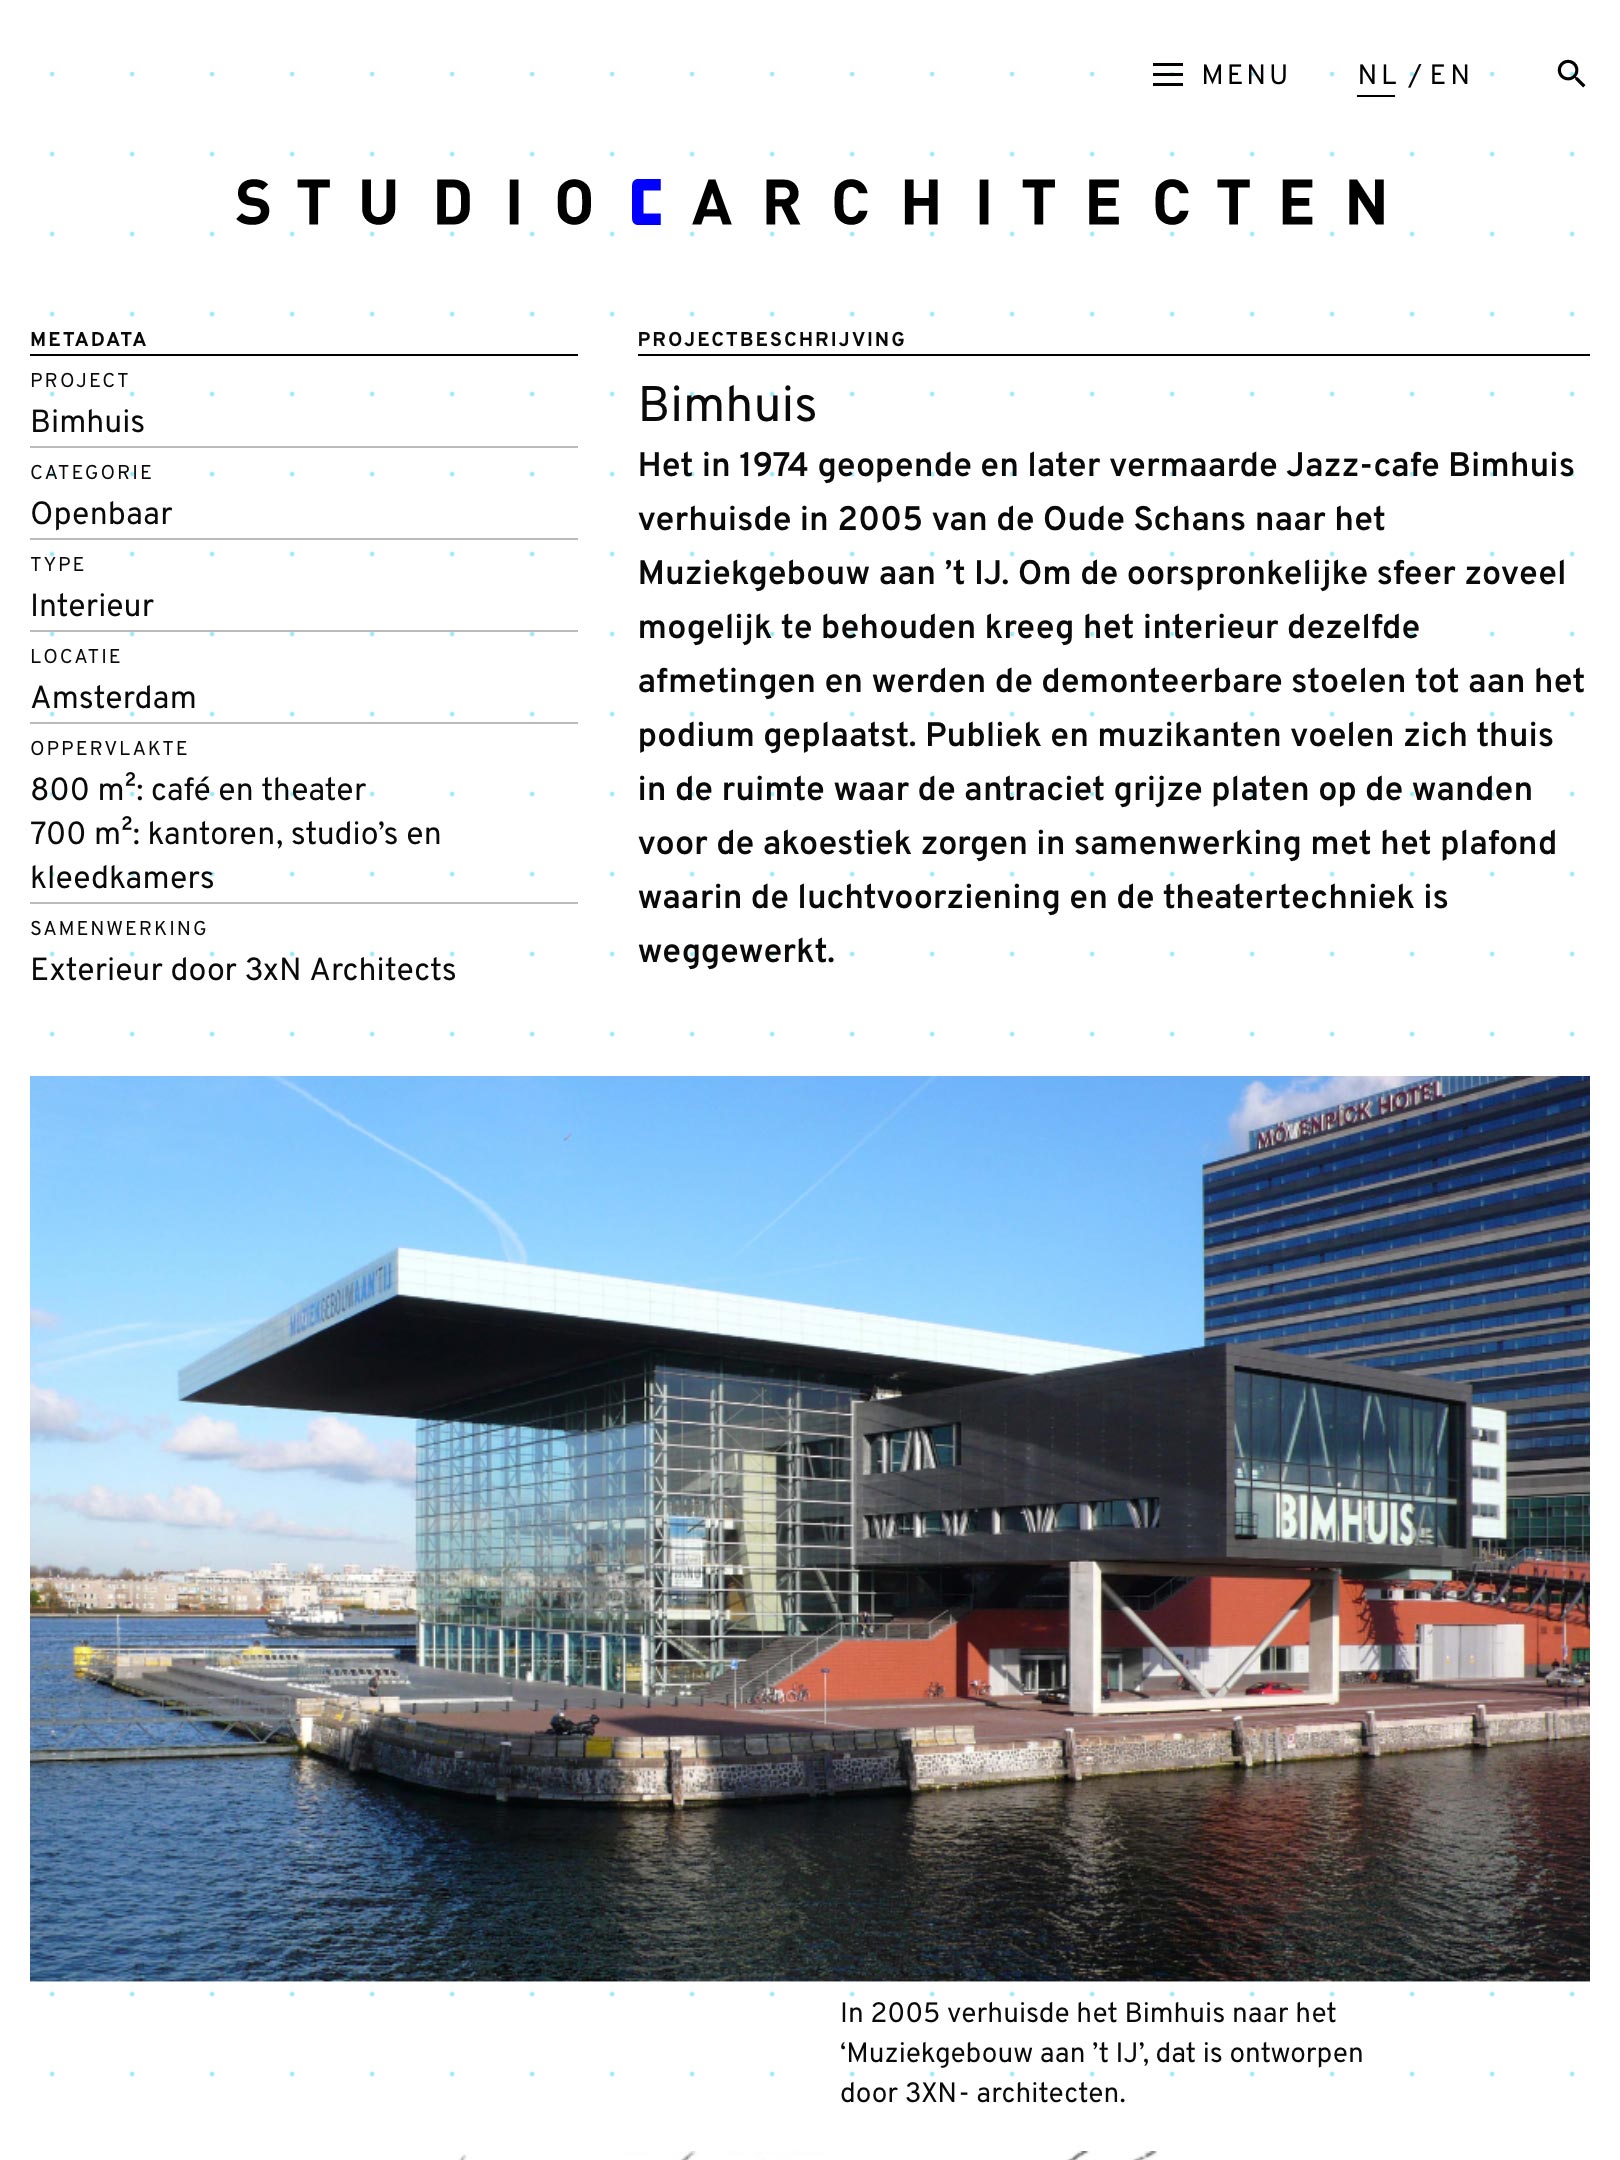 MENU
NL / EN
STUDIO C ARCHITECTEN
METADATA
PROJECT
Bimhuis
CATEGORIE
Openbaar
TYPE
Interieur
LOCATIE
Amsterdam
OPPERVLAKTE
800 m²: café en theater
700 m²: kantoren, studio’s en
kleedkamers
SAMENWERKING
Exterieur door 3xN Architects
PROJECTBESCHRIJVING
Bimhuis
Het in 1974 geopende en later vermaarde Jazz-cafe Bimhuis
verhuisde in 2005 van de Oude Schans naar het
Muziekgebouw aan ’t IJ. Om de oorspronkelijke sfeer zoveel
mogelijk te behouden kreeg het interieur dezelfde
afmetingen en werden de demonteerbare stoelen tot aan het
podium geplaatst. Publiek en muzikanten voelen zich thuis
in de ruimte waar de antraciet grijze platen op de wanden
voor de akoestiek zorgen in samenwerking met het plafond
waarin de luchtvoorziening en de theatertechniek is
weggewerkt.
MÖVENPICK HOTEL
MUZIEKGEBOUWAAN'TIJ
BIMHUIS
In 2005 verhuisde het Bimhuis naar het
‘Muziekgebouw aan ’t IJ’, dat is ontworpen
door 3XN- architecten.